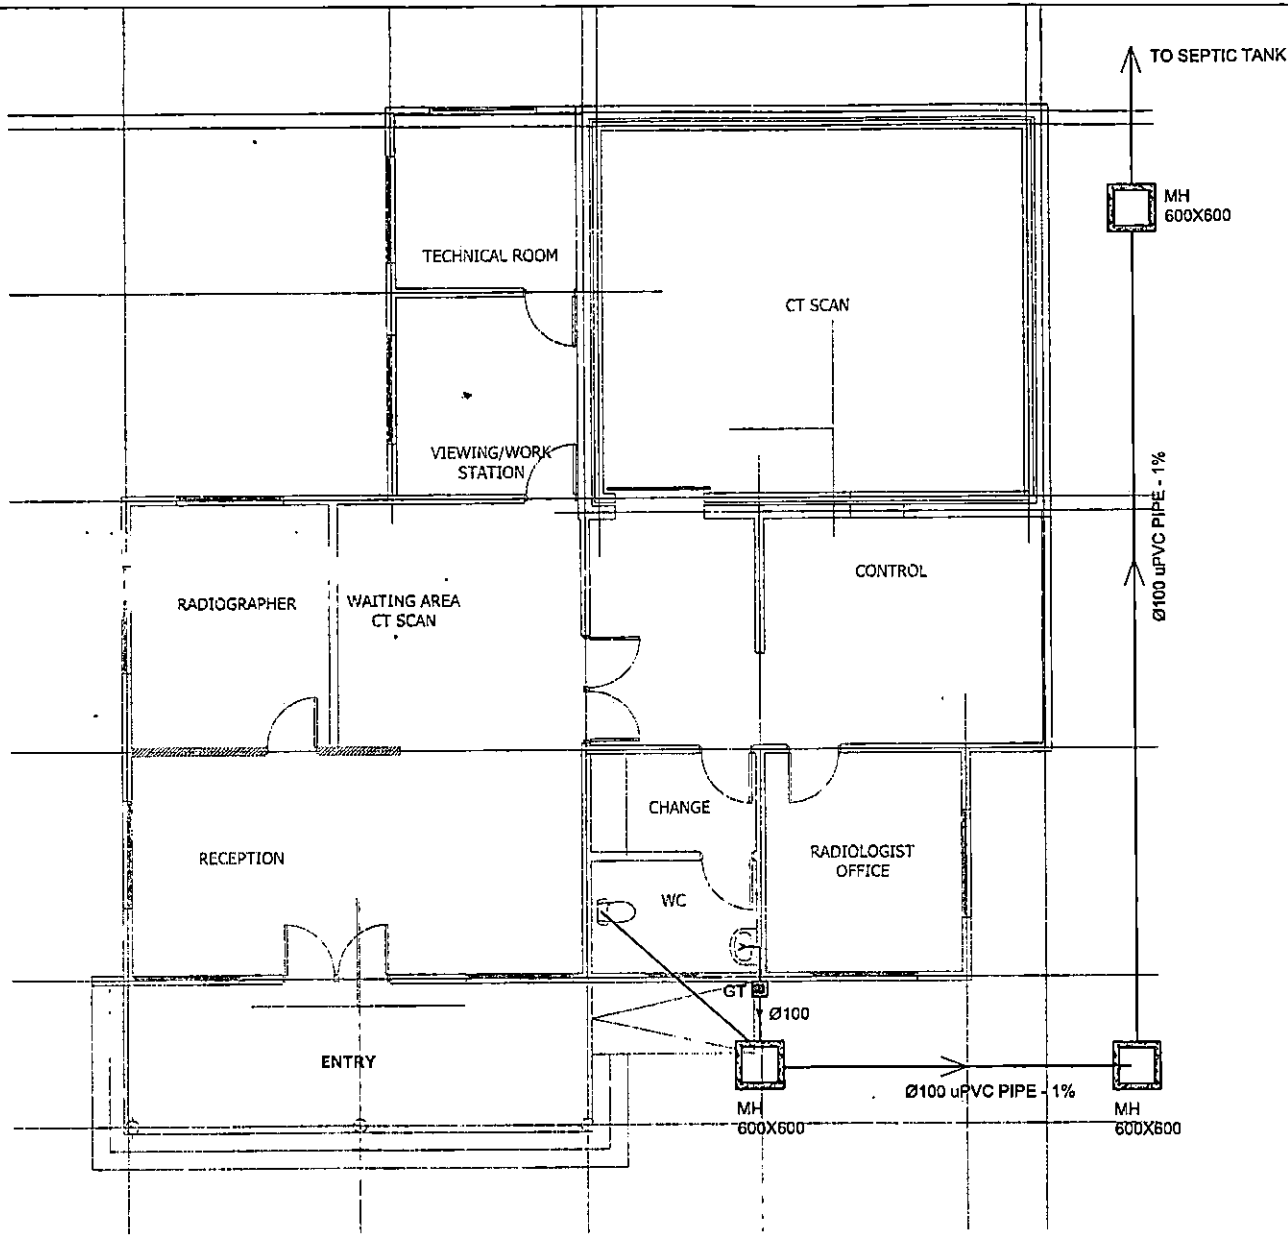 TO SEPTIC TANK
MH
600X600
TECHNICAL ROOM
CT SCAN
VIEWING/WORK
STATION
Ø100 uPVC PIPE - 1%
CONTROL
RADIOGRAPHER
WAITING AREA
CT SCAN
CHANGE
RECEPTION
RADIOLOGIST
OFFICE
WC
GT
Ø100
ENTRY
Ø100 uPVC PIPE - 1%
MH
600X600
MH
600X600